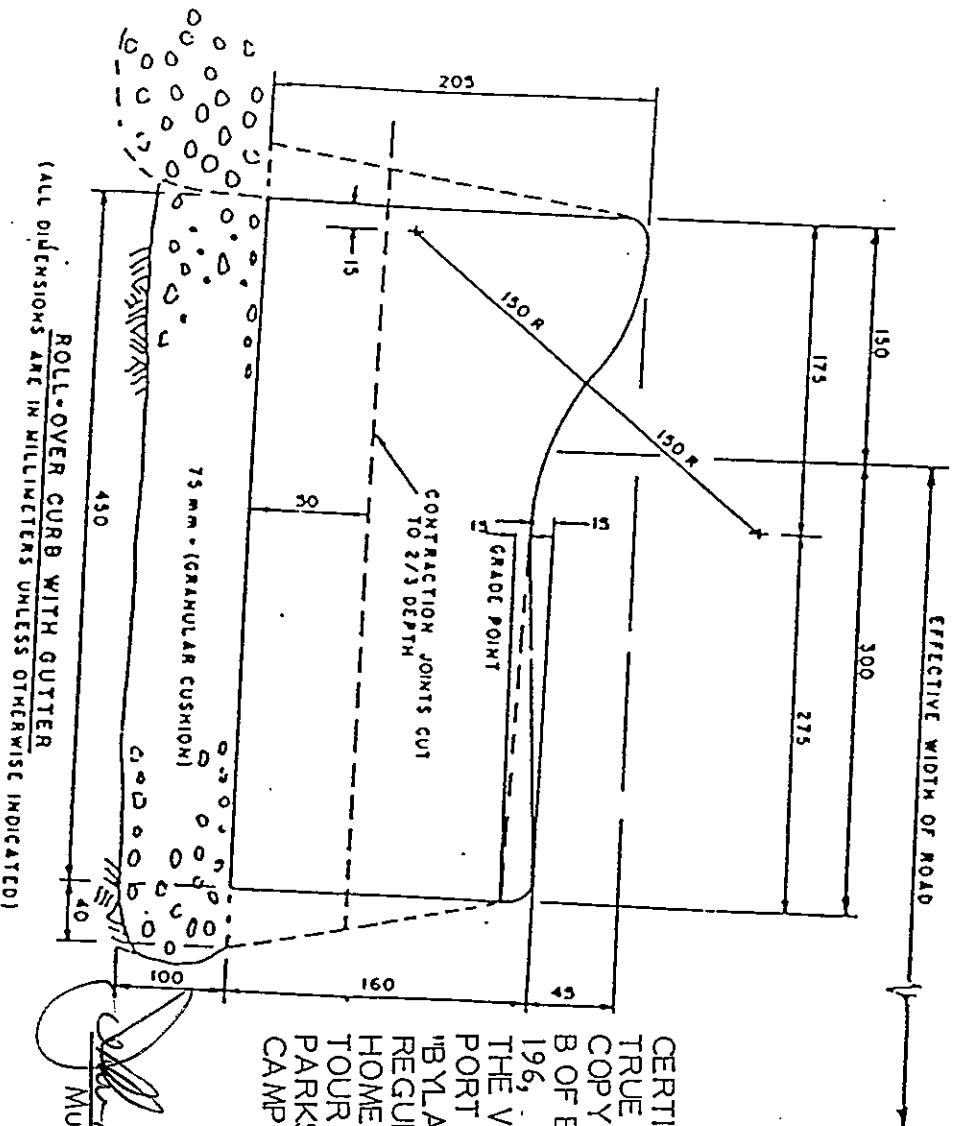 EFFECTIVE WIDTH OF ROAD
150
300
175
275
205
150 R
150 R
15
15
15
GRADE POINT
CONTRACTION JOINTS CUT
TO 2/3 DEPTH
50
75 mm - (GRANULAR CUSHION)
450
40
100
160
45
ROLL-OVER CURB WITH GUTTER
(ALL DIMENSIONS ARE IN MILLIMETERS UNLESS OTHERWISE INDICATED)
CERTI
TRUE
COPY
B OF B
196,
THE V
PORT
"BYLA
REGUL
HOME
TOUR
PARKS
CAMP
MU